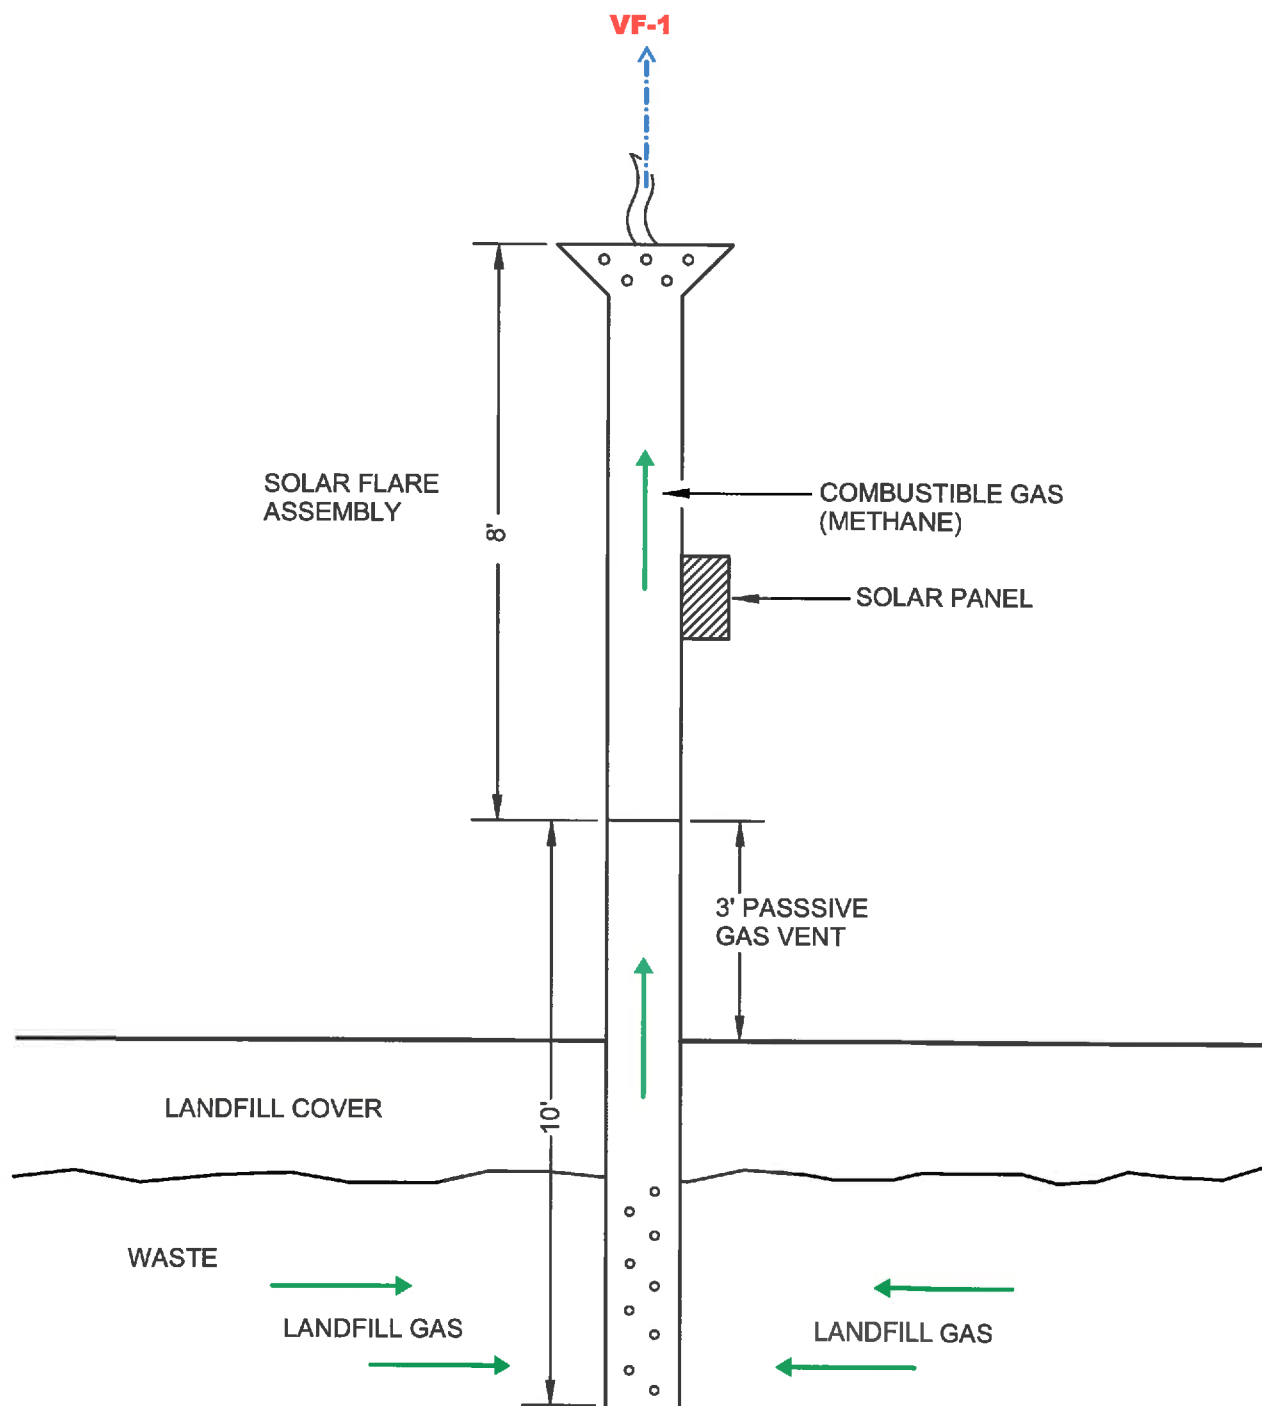 VF-1
SOLAR FLARE
ASSEMBLY
8'
COMBUSTIBLE GAS
(METHANE)
SOLAR PANEL
3' PASSSIVE
GAS VENT
LANDFILL COVER
10'
WASTE
LANDFILL GAS
LANDFILL GAS